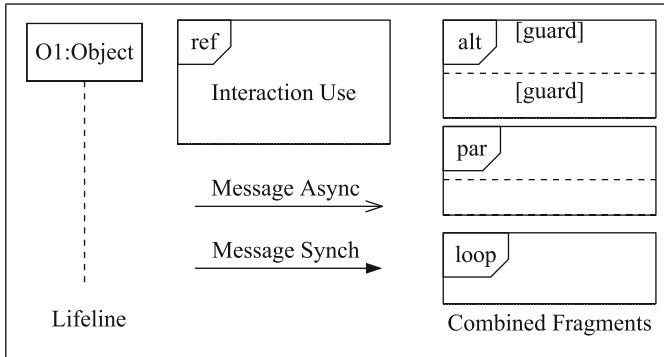 O1:Object
Lifeline
ref
Interaction Use
Message Async
Message Synch
alt
[guard]
[guard]
par
loop
Combined Fragments